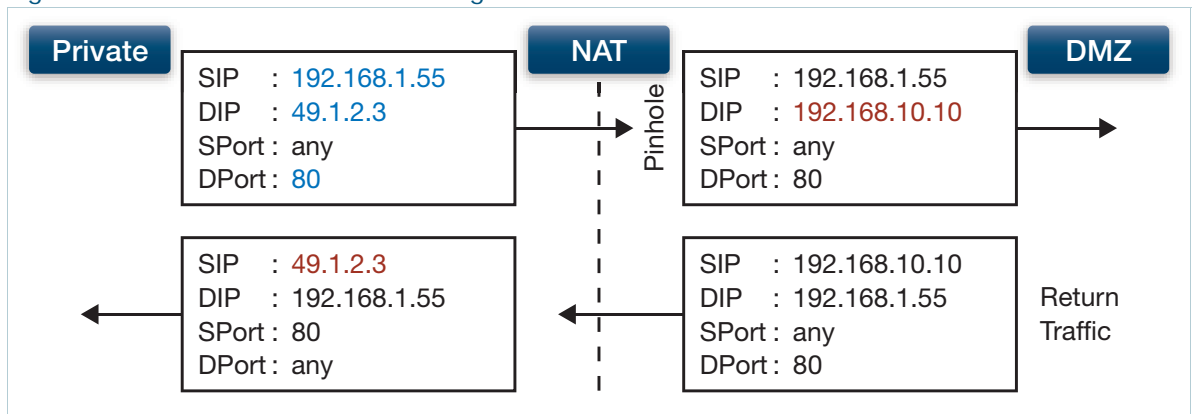 Private
NAT
DMZ
SIP : 192.168.1.55
DIP : 49.1.2.3
SPort : any
DPort : 80
Pinhole
SIP : 192.168.1.55
DIP : 192.168.10.10
SPort : any
DPort : 80
SIP : 49.1.2.3
DIP : 192.168.1.55
SPort : 80
DPort : any
SIP : 192.168.10.10
DIP : 192.168.1.55
SPort : any
DPort : 80
Return
Traffic